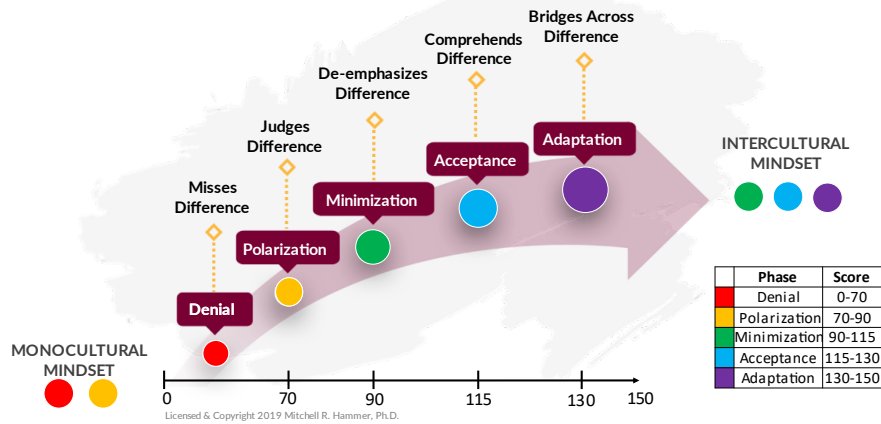 Bridges Across
Difference
Comprehends
Difference
De-emphasizes
Difference
Judges
Difference
Misses
Difference
Adaptation
Acceptance
Minimization
Polarization
Denial
INTERCULTURAL
MINDSET
MONOCULTURAL
MINDSET
Phase Score
Denial 0-70
Polarization 70-90
Minimization 90-115
Acceptance 115-130
Adaptation 130-150
0 70 90 115 130 150
Licensed & Copyright 2019 Mitchell R. Hammer, Ph.D.